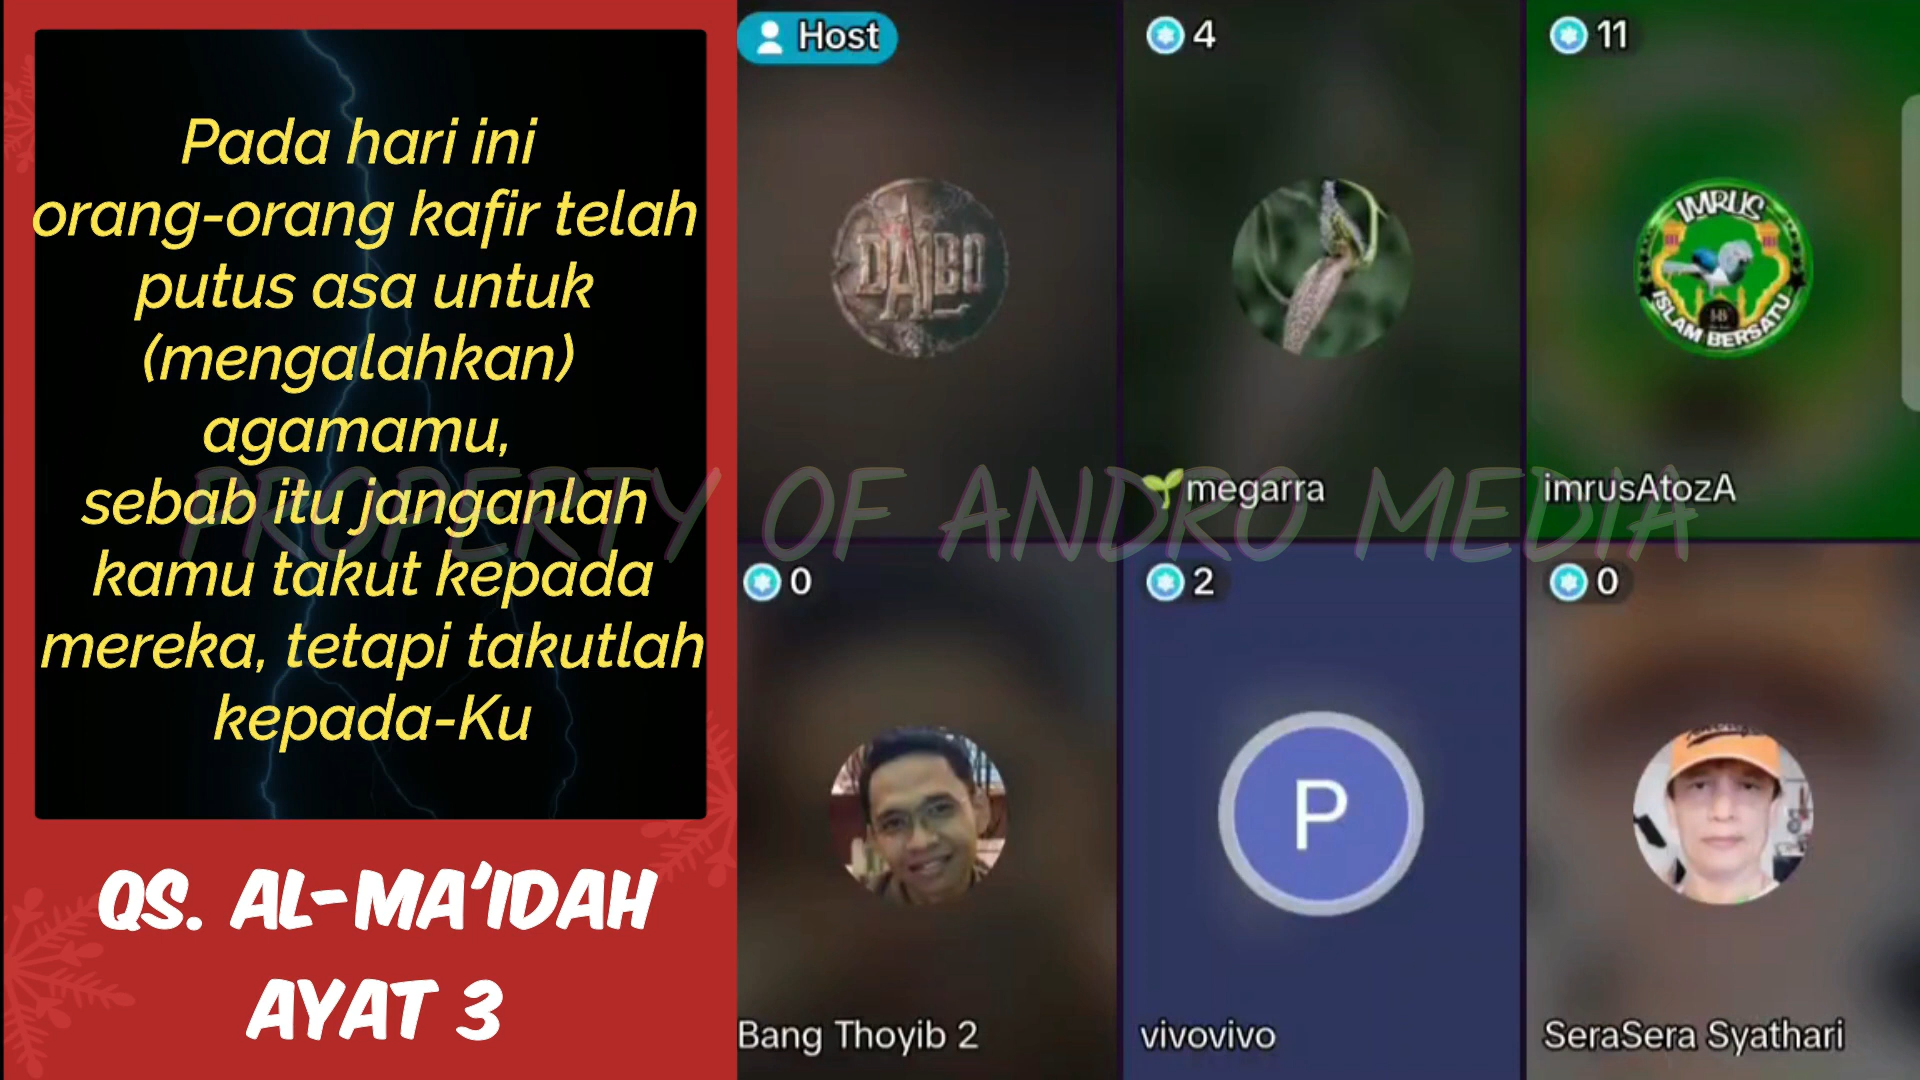 Pada hari ini
orang-orang kafir telah
putus asa untuk
(mengalahkan)
agamamu,
sebab itu janganlah
kamu takut kepada
mereka, tetapi takutlah
kepada-Ku
QS. AL-MA'IDAH
AYAT 3
PROPERTY OF ANDRO MEDIA
Host
DAIBO
4
megarra
11
IMRUS
ISLAM BERSATU
imrusAtozA
0
Bang Thoyib 2
2
P
vivovivo
0
SeraSera Syathari